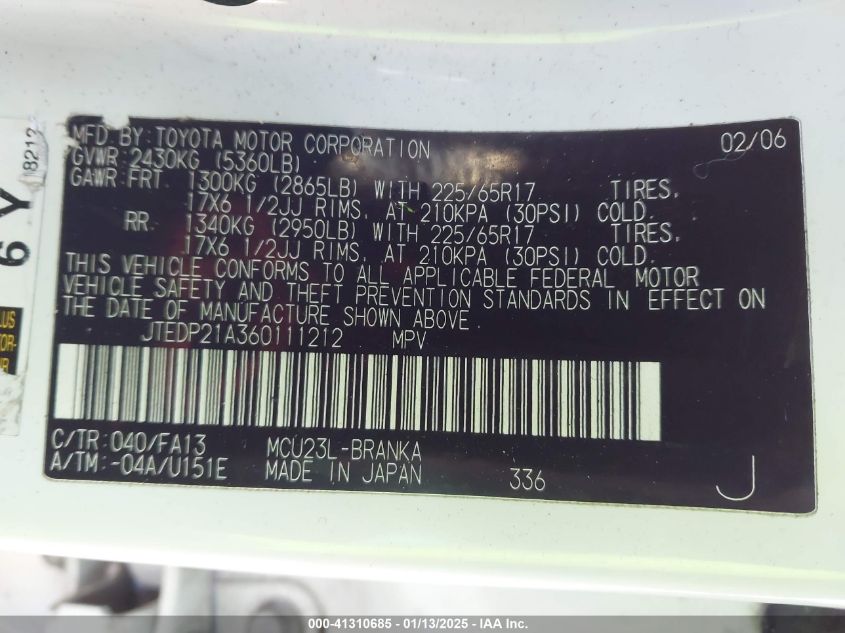 MFD BY: TOYOTA MOTOR CORPORATION 02/06
GVWR: 2430KG (5360LB)
GAWR: FRT 1300KG (2865LB) WITH 225/65R17 TIRES,
17X6 1/2JJ RIMS, AT 210KPA (30PSI) COLD.
RR 1340KG (2950LB) WITH 225/65R17 TIRES,
17X6 1/2JJ RIMS, AT 210KPA (30PSI) COLD.
THIS VEHICLE CONFORMS TO ALL APPLICABLE FEDERAL MOTOR
VEHICLE SAFETY AND THEFT PREVENTION STANDARDS IN EFFECT ON
THE DATE OF MANUFACTURE SHOWN ABOVE.
JTEDP21A360111212 MPV
C/TR: 040/FA13 MCU23L-BRANKA
A/TM: -04A/U151E MADE IN JAPAN 336 J
8212
6 Y
000-41310685 - 01/13/2025 - IAA Inc.